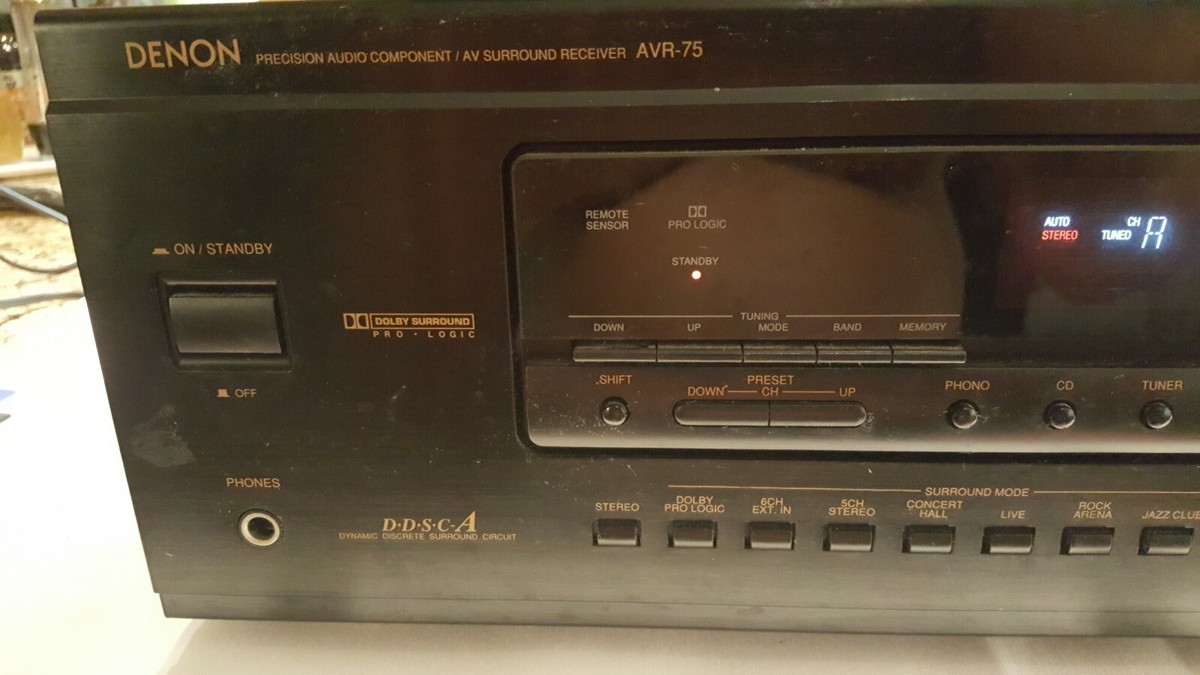 DENON PRECISION AUDIO COMPONENT / AV SURROUND RECEIVER AVR-75
REMOTE SENSOR
PRO LOGIC
AUTO
STEREO
CH
TUNED
A
ON / STANDBY
STANDBY
DOLBY SURROUND
PRO · LOGIC
TUNING
DOWN UP MODE BAND MEMORY
OFF
SHIFT
PRESET
DOWN CH UP
PHONO CD TUNER
PHONES
SURROUND MODE
STEREO
DOLBY PRO LOGIC
6CH EXT. IN
5CH STEREO
CONCERT HALL
LIVE
ROCK ARENA
JAZZ CLUB
D·D·S·C-A
DYNAMIC DISCRETE SURROUND CIRCUIT